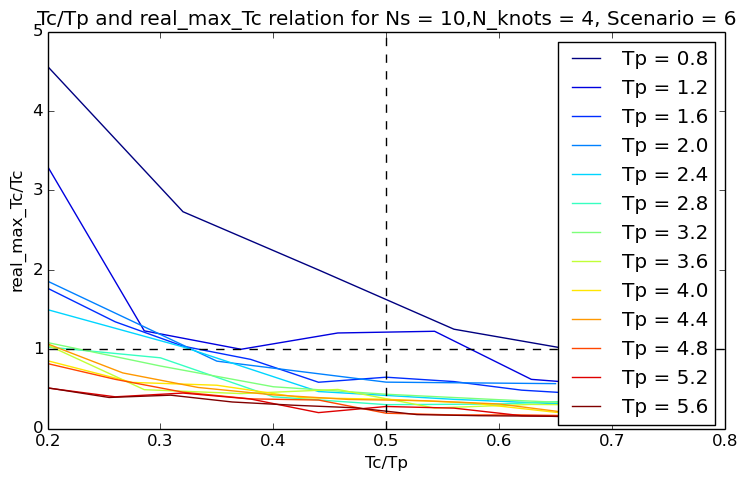 Tc/Tp and real_max_Tc relation for Ns = 10,N_knots = 4, Scenario = 6
real_max_Tc/Tc
5
4
3
2
1
0
0.2 0.3 0.4 0.5 0.6 0.7 0.8
Tc/Tp
Tp = 0.8
Tp = 1.2
Tp = 1.6
Tp = 2.0
Tp = 2.4
Tp = 2.8
Tp = 3.2
Tp = 3.6
Tp = 4.0
Tp = 4.4
Tp = 4.8
Tp = 5.2
Tp = 5.6